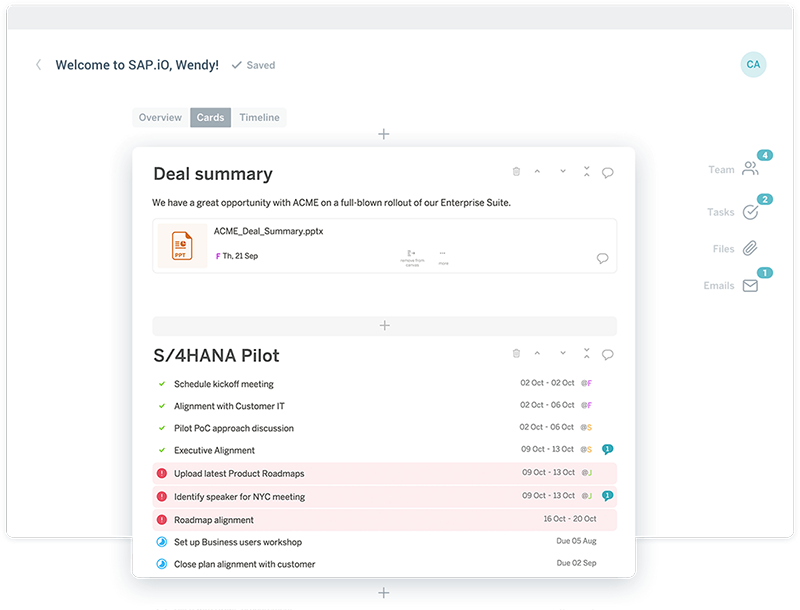 Welcome to SAP.iO, Wendy! Saved
CA
Overview Cards Timeline
Team 4
Tasks 2
Files
Emails 1
Deal summary
We have a great opportunity with ACME on a full-blown rollout of our Enterprise Suite.
PPT
ACME_Deal_Summary.pptx
F Th, 21 Sep
remove from
canvas
more
S/4HANA Pilot
Schedule kickoff meeting 02 Oct - 02 Oct @F
Alignment with Customer IT 02 Oct - 06 Oct @F
Pilot PoC approach discussion 02 Oct - 06 Oct @S
Executive Alignment 09 Oct - 13 Oct @S 1
Upload latest Product Roadmaps 09 Oct - 13 Oct @J
Identify speaker for NYC meeting 09 Oct - 13 Oct @J 1
Roadmap alignment 16 Oct - 20 Oct
Set up Business users workshop Due 05 Aug
Close plan alignment with customer Due 02 Sep